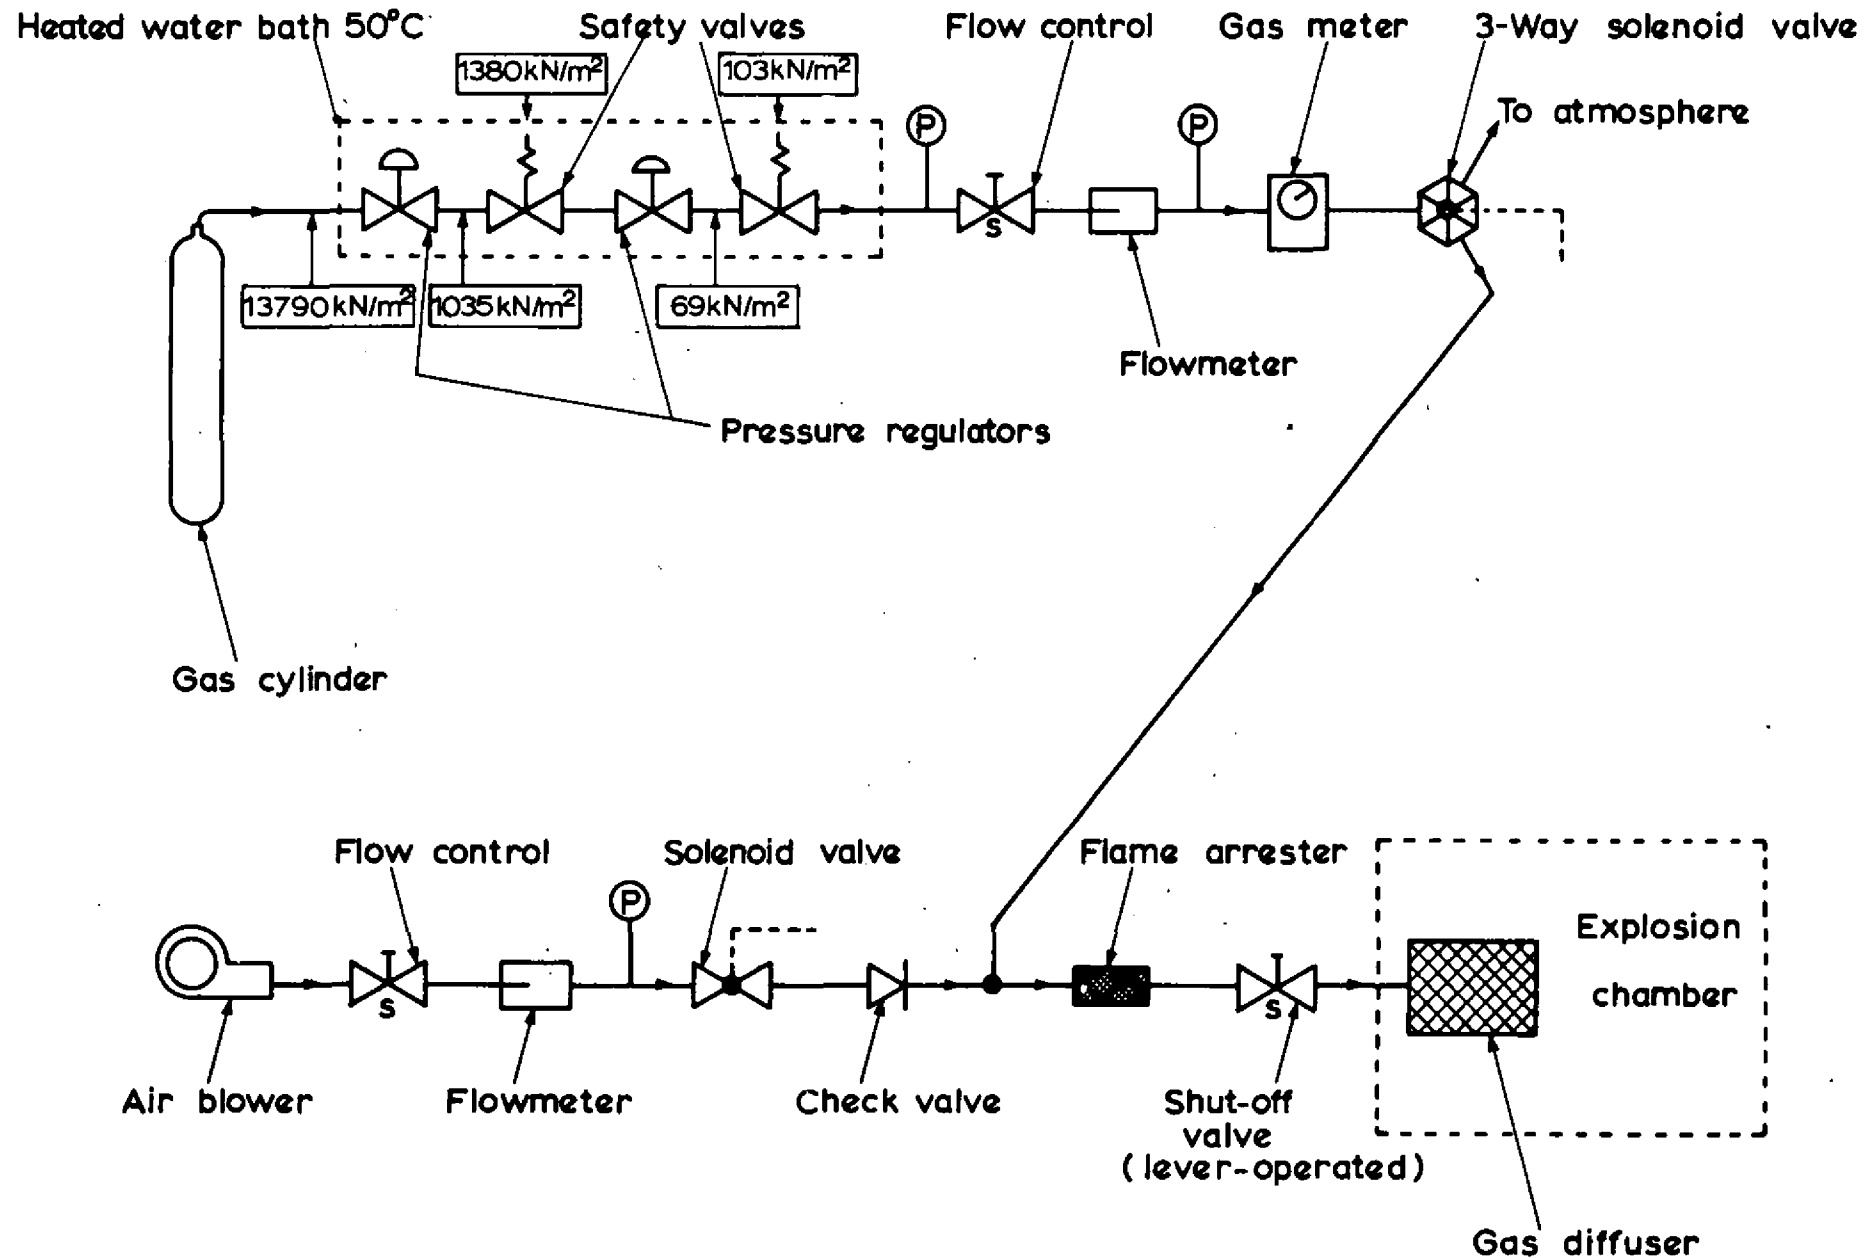 Heated water bath 50°C
Safety valves
Flow control
Gas meter
3-Way solenoid valve
1380kN/m²
103kN/m²
To atmosphere
P
P
S
13790kN/m²
1035kN/m²
69kN/m²
Flowmeter
Pressure regulators
Gas cylinder
Flow control
Solenoid valve
Flame arrester
P
Explosion
chamber
S
S
Air blower
Flowmeter
Check valve
Shut-off
valve
(lever-operated)
Gas diffuser